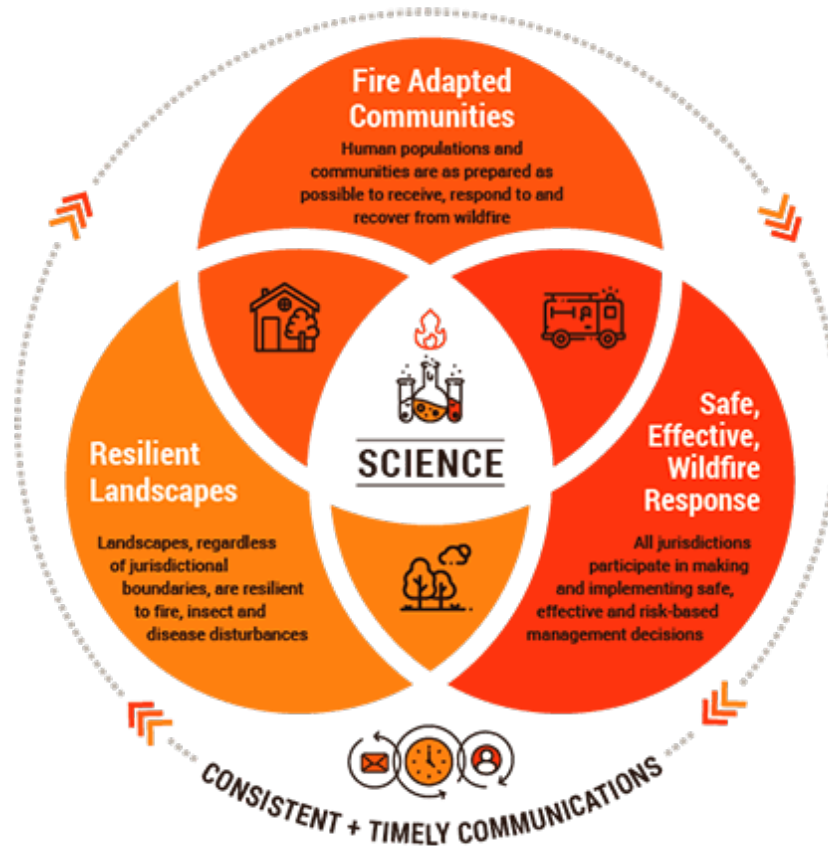 Fire Adapted
Communities
Human populations and
communities are as prepared as
possible to receive, respond to and
recover from wildfire
SCIENCE
Resilient
Landscapes
Landscapes, regardless
of jurisdictional
boundaries, are resilient
to fire, insect and
disease disturbances
Safe,
Effective,
Wildfire
Response
All jurisdictions
participate in making
and implementing safe,
effective and risk-based
management decisions
CONSISTENT + TIMELY COMMUNICATIONS